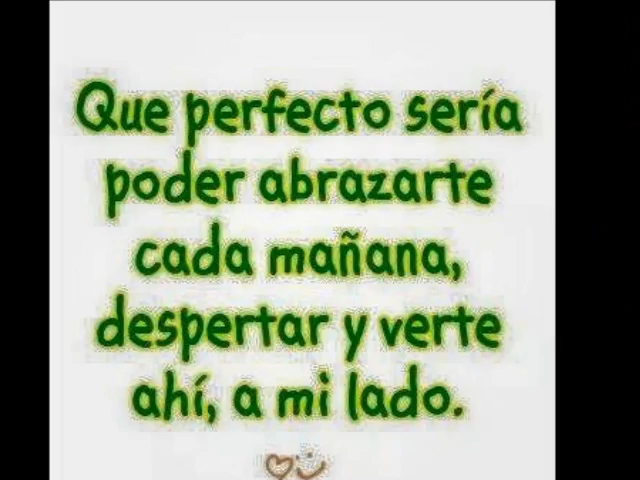 Que perfecto sería
poder abrazarte
cada mañana,
despertar y verte
ahí, a mi lado.